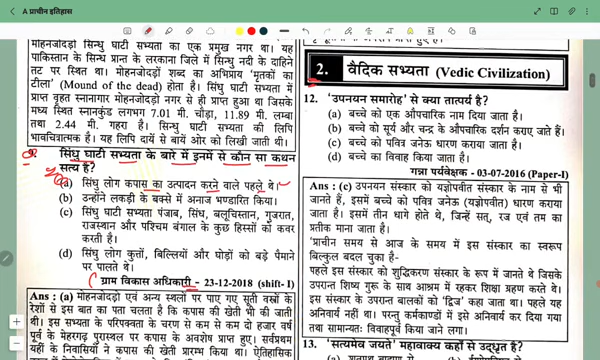 A प्राचीन इतिहास
मोहनजोदड़ो सिन्धु घाटी सभ्यता का एक प्रमुख नगर था। यह
पाकिस्तान के सिन्ध प्रान्त के लरकाना जिले में सिन्धु नदी के दाहिने
तट पर स्थित था। मोहनजोदड़ों शब्द का अभिप्राय 'मृतकों का
टीला' (Mound of the dead) होता है। सिंधु घाटी सभ्यता में
प्राप्त वृहत स्नानागार मोहनजोदड़ो नगर से ही प्राप्त हुआ था जिसके
मध्य स्थित स्नानकुंड लगभग 7.01 मी. चौड़ा, 11.89 मी. लम्बा
तथा 2.44 मी. गहरा है। सिन्धु घाटी सभ्यता की लिपि
भावचित्रात्मक है। यह लिपि दायें से बायें ओर को लिखी जाती थी।
9. सिंधु घाटी सभ्यता के बारे में इनमें से कौन सा कथन
सत्य है?
(a) सिंधु लोग कपास का उत्पादन करने वाले पहले थे।
(b) उन्होंने लकड़ी के बक्से में अनाज भण्डारित किया।
(c) सिंधु घाटी सभ्यता पंजाब, सिंध, बलूचिस्तान, गुजरात,
राजस्थान और पश्चिम बंगाल के कुछ हिस्सों को कवर
करती है।
(d) सिंधु लोग कुत्तों, बिल्लियों और घोड़ों को बड़े पैमाने
पर पालते थे।
ग्राम विकास अधिकारी- 23-12-2018 (shift-I)
Ans : (a) मोहनजोदड़ो एवं अन्य स्थलों पर पाए गए सूती वस्त्रों के
रेशों से इस बात का पता चलता है कि कपास की खेती भी की जाती
थी। इस सभ्यता के परिपक्वता के चरण से कम से कम दो हजार वर्ष
पूर्व के मेहरगढ़ पुरास्थल पर कपास के अवशेष प्राप्त हुए। सर्वप्रथम
यहीं के निवासियों ने कपास की खेती प्रारम्भ किया था। ऐतिहासिक
2. वैदिक सभ्यता (Vedic Civilization)
12. 'उपनयन समारोह' से क्या तात्पर्य है?
(a) बच्चे को एक औपचारिक नाम दिया जाता है।
(b) बच्चे को सूर्य और चन्द्र के औपचारिक दर्शन कराए जाते हैं।
(c) बच्चे को पवित्र जनेऊ धारण कराया जाता है।
(d) बच्चे का विवाह किया जाता है।
गन्ना पर्यवेक्षक- 03-07-2016 (Paper-I)
Ans : (c) उपनयन संस्कार को यज्ञोपवीत संस्कार के नाम से भी
जानते हैं, इसमें बच्चे को पवित्र जनेऊ (यज्ञोपवीत) धारण कराया
जाता है। इसमें तीन धागे होते थे, जिन्हें सत्, रज एवं तम का
प्रतीक माना जाता है।
'प्राचीन समय से आज के समय में इस संस्कार का स्वरूप
बिल्कुल बदल चुका है-
पहले इस संस्कार को शुद्धिकरण संस्कार के रूप में जानते थे जिसके
उपरान्त शिष्य गुरू के साथ आश्रम में रहकर शिक्षा ग्रहण करते थे।
इस संस्कार के उपरान्त बालकों को 'द्विज' कहा जाता था। पहले यह
अनिवार्य नहीं था। परन्तु कर्मकाण्डों में इसे अनिवार्य कर दिया गया
तथा सामान्यतः विवाहपूर्व किया जाने लगा।
13. 'सत्यमेव जयते' महावाक्य कहाँ से उद्धृत है?